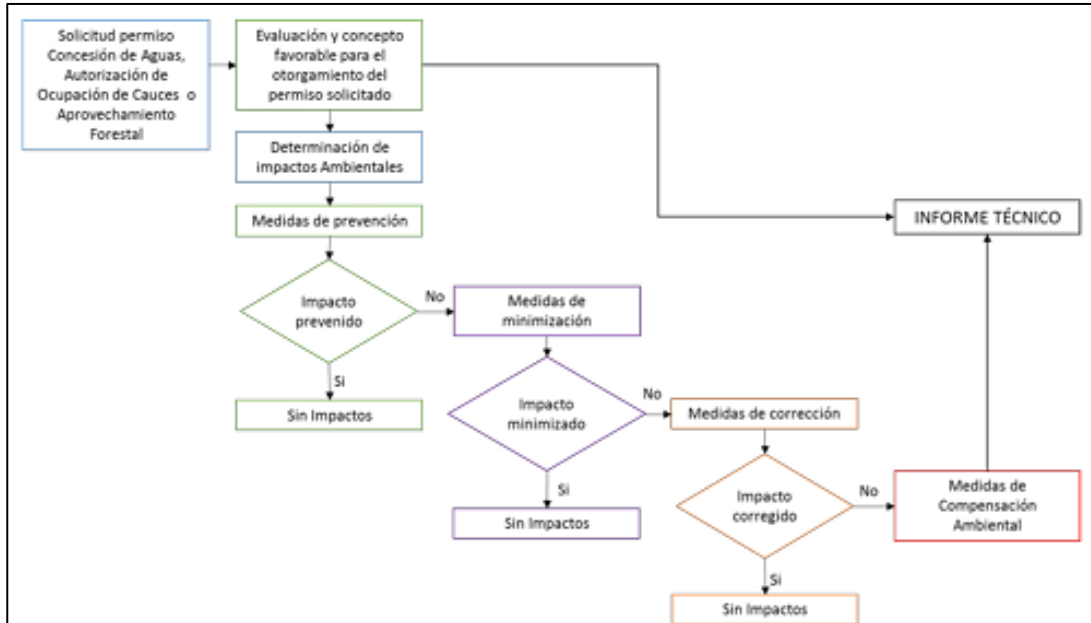 Solicitud permiso
Concesión de Aguas,
Autorización de
Ocupación de Cauces o
Aprovechamiento
Forestal
Evaluación y concepto
favorable para el
otorgamiento del
permiso solicitado
Determinación de
impactos Ambientales
Medidas de prevención
INFORME TÉCNICO
Impacto
prevenido
No
Medidas de
minimización
Si
Sin Impactos
Impacto
minimizado
No
Medidas de corrección
Si
Sin Impactos
Impacto
corregido
No
Medidas de
Compensación
Ambiental
Si
Sin Impactos